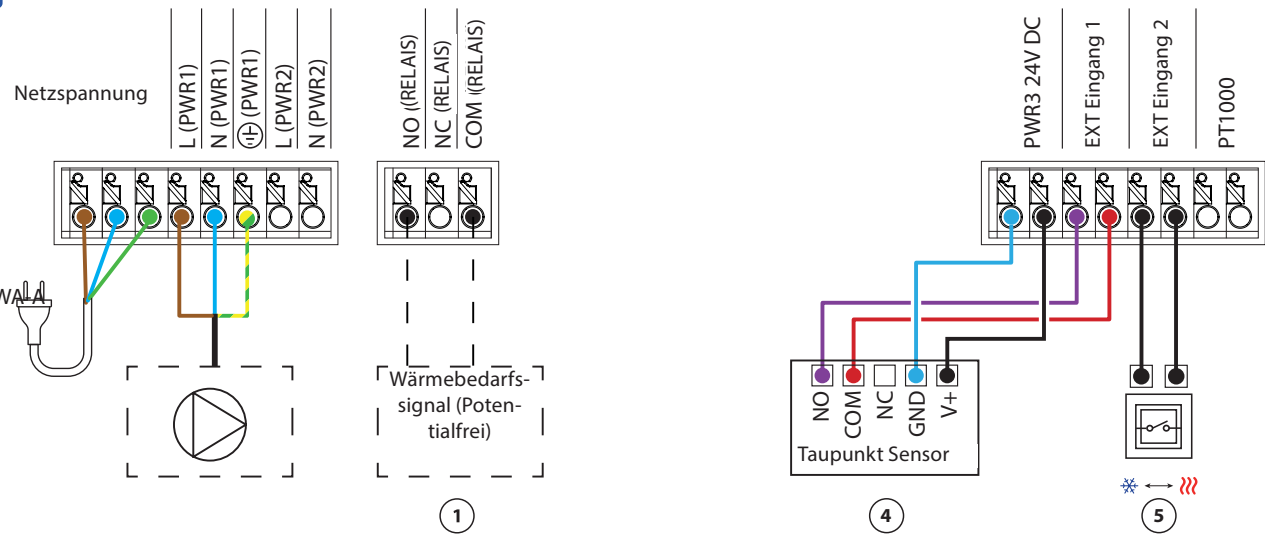 Netzspannung
L (PWR1)
N (PWR1)
(PWR1)
L (PWR2)
N (PWR2)
NO ((RELAIS)
NC (RELAIS)
COM ((RELAIS)
PWR3 24V DC
EXT Eingang 1
EXT Eingang 2
PT1000
WA-A
Wärmebedarfs-
signal (Poten-
tialfrei)
NO
COM
NC
GND
V+
Taupunkt Sensor
1
4
5